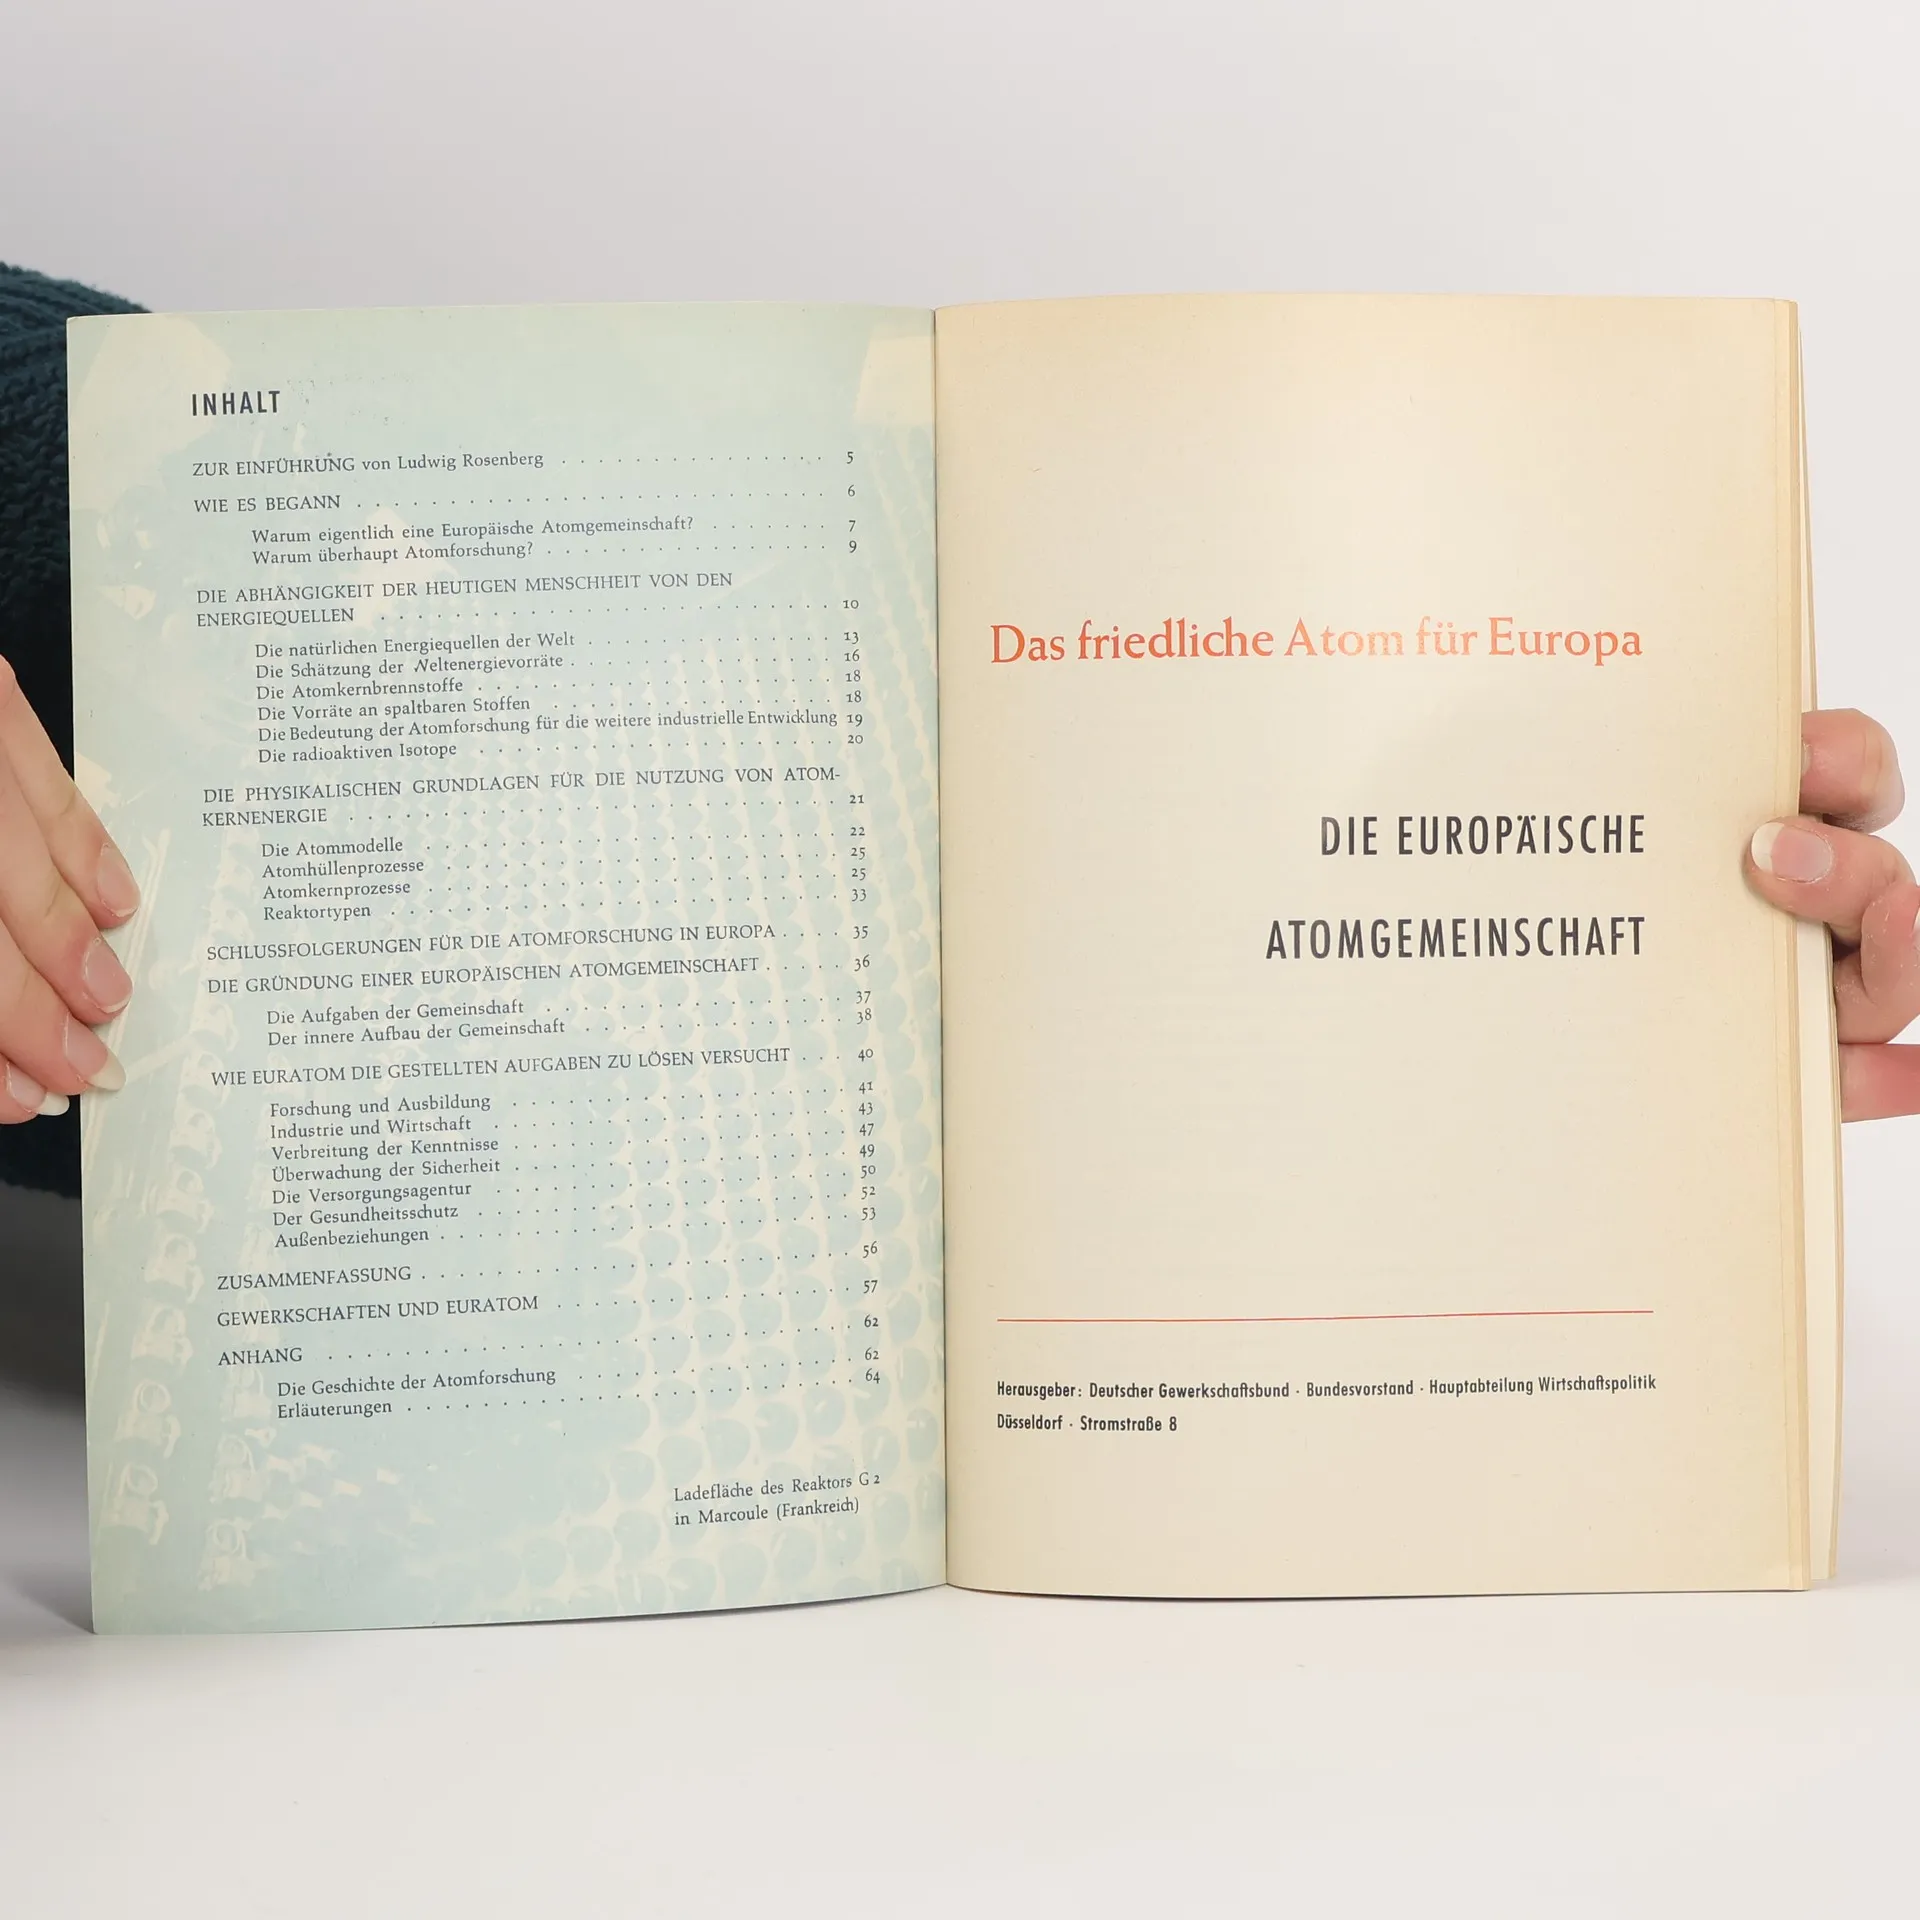 INHALT
ZUR EINFÜHRUNG von Ludwig Rosenberg . . . . . . . . . . . . . . . 5
WIE ES BEGANN . . . . . . . . . . . . . . . . . . . . . . . . . . 6
Warum eigentlich eine Europäische Atomgemeinschaft? . . . . . . . 7
Warum überhaupt Atomforschung? . . . . . . . . . . . . . . . . 9
DIE ABHÄNGIGKEIT DER HEUTIGEN MENSCHHEIT VON DEN
ENERGIEQUELLEN . . . . . . . . . . . . . . . . . . . . . . . . . 10
Die natürlichen Energiequellen der Welt . . . . . . . . . . . . . . 13
Die Schätzung der Weltenergievorräte . . . . . . . . . . . . . . . 16
Die Atomkernbrennstoffe . . . . . . . . . . . . . . . . . . . . 18
Die Vorräte an spaltbaren Stoffen . . . . . . . . . . . . . . . . 18
Die Bedeutung der Atomforschung für die weitere industrielle Entwicklung 19
Die radioaktiven Isotope . . . . . . . . . . . . . . . . . . . . 20
DIE PHYSIKALISCHEN GRUNDLAGEN FÜR DIE NUTZUNG VON ATOM-
KERNENERGIE . . . . . . . . . . . . . . . . . . . . . . . . . . 21
Die Atommodelle . . . . . . . . . . . . . . . . . . . . . . . 22
Atomhüllenprozesse . . . . . . . . . . . . . . . . . . . . . . 25
Atomkernprozesse . . . . . . . . . . . . . . . . . . . . . . . 25
Reaktortypen . . . . . . . . . . . . . . . . . . . . . . . . . 33
SCHLUSSFOLGERUNGEN FÜR DIE ATOMFORSCHUNG IN EUROPA . . . . 35
DIE GRÜNDUNG EINER EUROPÄISCHEN ATOMGEMEINSCHAFT . . . . . 36
Die Aufgaben der Gemeinschaft . . . . . . . . . . . . . . . . . 37
Der innere Aufbau der Gemeinschaft . . . . . . . . . . . . . . . 38
WIE EURATOM DIE GESTELLTEN AUFGABEN ZU LÖSEN VERSUCHT . . . 40
Forschung und Ausbildung . . . . . . . . . . . . . . . . . . . 41
Industrie und Wirtschaft . . . . . . . . . . . . . . . . . . . . 43
Verbreitung der Kenntnisse . . . . . . . . . . . . . . . . . . . 47
Überwachung der Sicherheit . . . . . . . . . . . . . . . . . . . 49
Die Versorgungsagentur . . . . . . . . . . . . . . . . . . . . 50
Der Gesundheitsschutz . . . . . . . . . . . . . . . . . . . . . 52
Außenbeziehungen . . . . . . . . . . . . . . . . . . . . . . . 53
ZUSAMMENFASSUNG . . . . . . . . . . . . . . . . . . . . . . . . 56
GEWERKSCHAFTEN UND EURATOM . . . . . . . . . . . . . . . . . 57
ANHANG . . . . . . . . . . . . . . . . . . . . . . . . . . . . 62
Die Geschichte der Atomforschung . . . . . . . . . . . . . . . . 62
Erläuterungen . . . . . . . . . . . . . . . . . . . . . . . . . 64
Ladefläche des Reaktors G 2
in Marcoule (Frankreich)
Das friedliche Atom für Europa
DIE EUROPÄISCHE
ATOMGEMEINSCHAFT
Herausgeber: Deutscher Gewerkschaftsbund · Bundesvorstand · Hauptabteilung Wirtschaftspolitik
Düsseldorf · Stromstraße 8